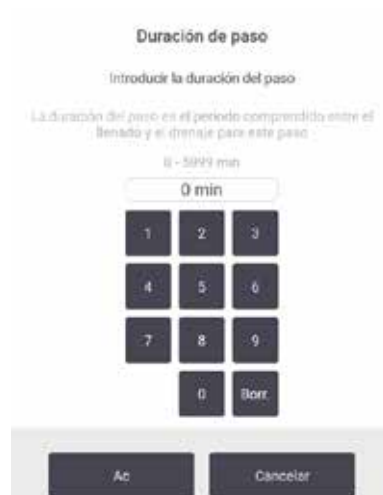 Duración de paso
Introducir la duración del paso
La duración del paso es el periodo comprendido entre el
llenado y el drenaje para este paso
0 - 5999 min
0 min
1 2 3
4 5 6
7 8 9
0 Borr.
Ac Cancelar